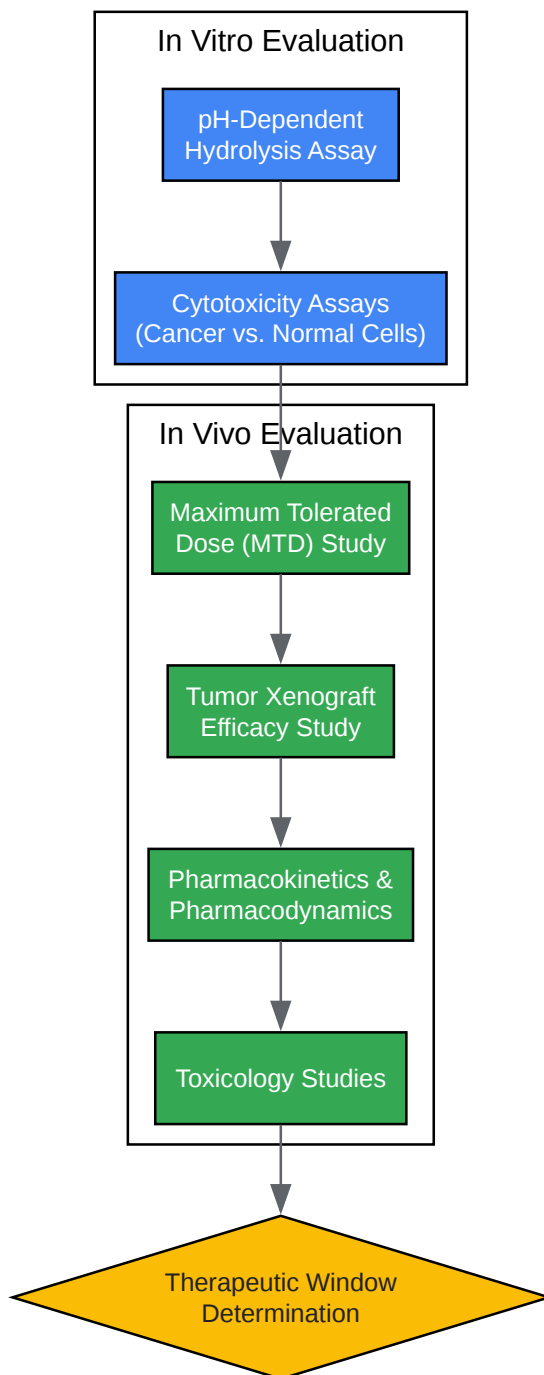 In Vitro Evaluation
pH-Dependent
Hydrolysis Assay
Cytotoxicity Assays
(Cancer vs. Normal Cells)
In Vivo Evaluation
Maximum Tolerated
Dose (MTD) Study
Tumor Xenograft
Efficacy Study
Pharmacokinetics &
Pharmacodynamics
Toxicology Studies
Therapeutic Window
Determination